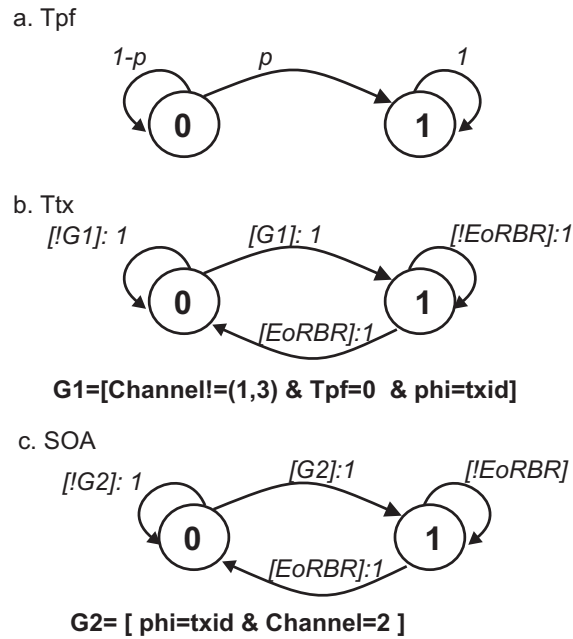 a. Tpf
1-p p 1
0 1
b. Ttx
[!G1]: 1 [G1]: 1 [!EoRBR]:1
0 1
[EoRBR]:1
G1=[Channel!=(1,3) & Tpf=0 & phi=txid]
c. SOA
[!G2]: 1 [G2]:1 [!EoRBR]
0 1
[EoRBR]:1
G2= [ phi=txid & Channel=2 ]